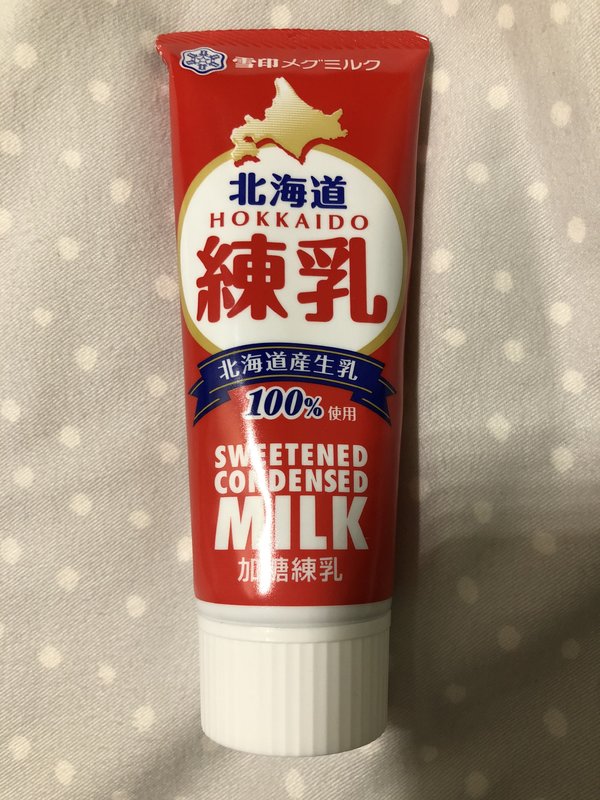 雪印メグミルク
北海道
HOKKAIDO
練乳
北海道産生乳
100%使用
SWEETENED
CONDENSED
MILK
加糖練乳